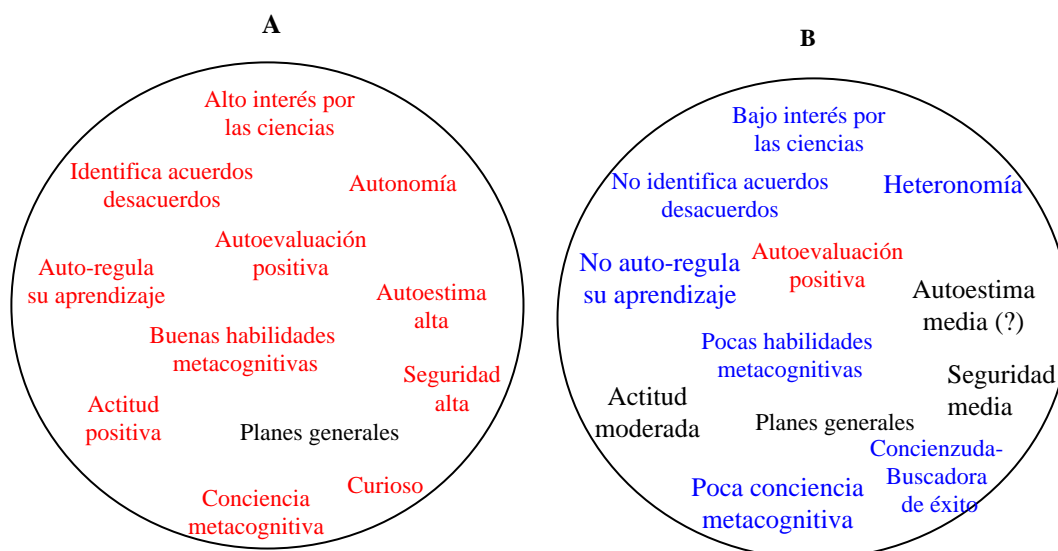 A
Alto interés por
las ciencias
Identifica acuerdos
desacuerdos
Autonomía
Autoevaluación
positiva
Auto-regula
su aprendizaje
Autoestima
alta
Buenas habilidades
metacognitivas
Seguridad
alta
Actitud
positiva
Planes generales
Curioso
Conciencia
metacognitiva
B
Bajo interés por
las ciencias
No identifica acuerdos
desacuerdos
Heteronomía
Autoevaluación
positiva
No auto-regula
su aprendizaje
Autoestima
media (?)
Pocas habilidades
metacognitivas
Seguridad
media
Actitud
moderada
Planes generales
Concienzuda-
Buscadora
de éxito
Poca conciencia
metacognitiva